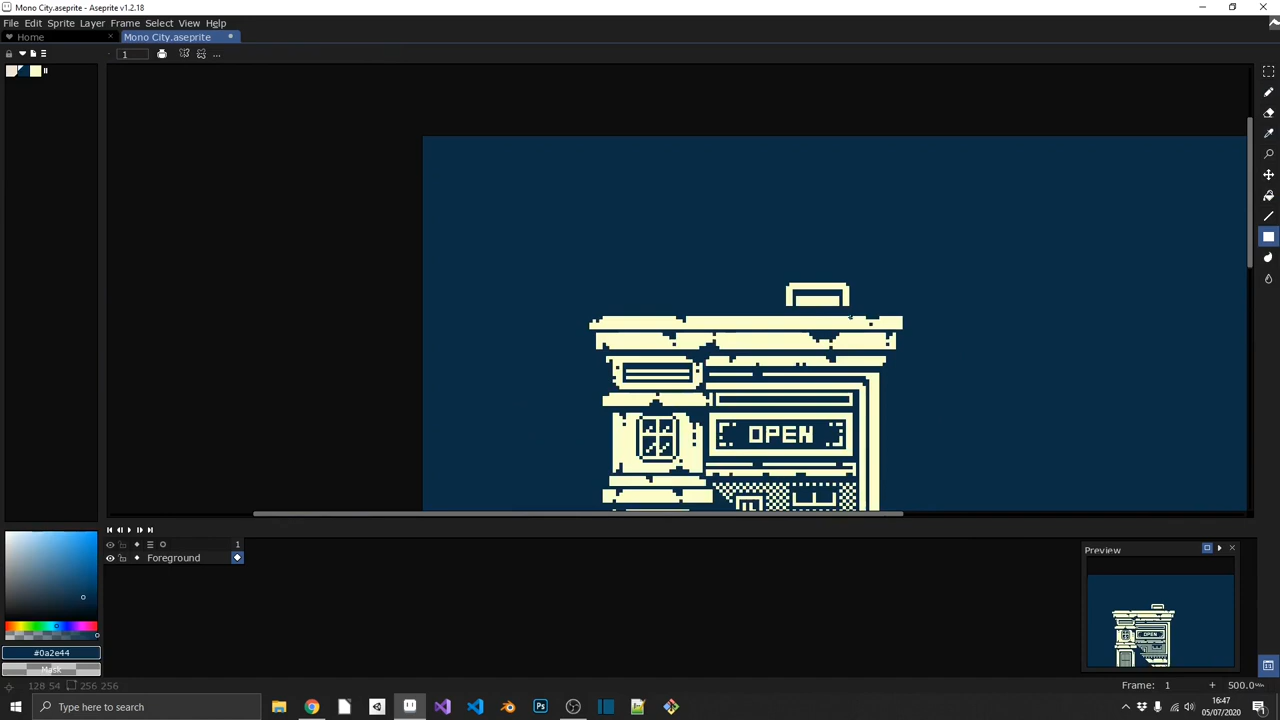 Mono City.aseprite - Aseprite v1.2.18
File Edit Sprite Layer Frame Select View Help
Home
Mono City.aseprite
1
...
OPEN
1
Foreground
Preview
OPEN
#0a2e44
Mask
128 54 256 256
Frame: 1
500.0
Type here to search
16:47
05/07/2020